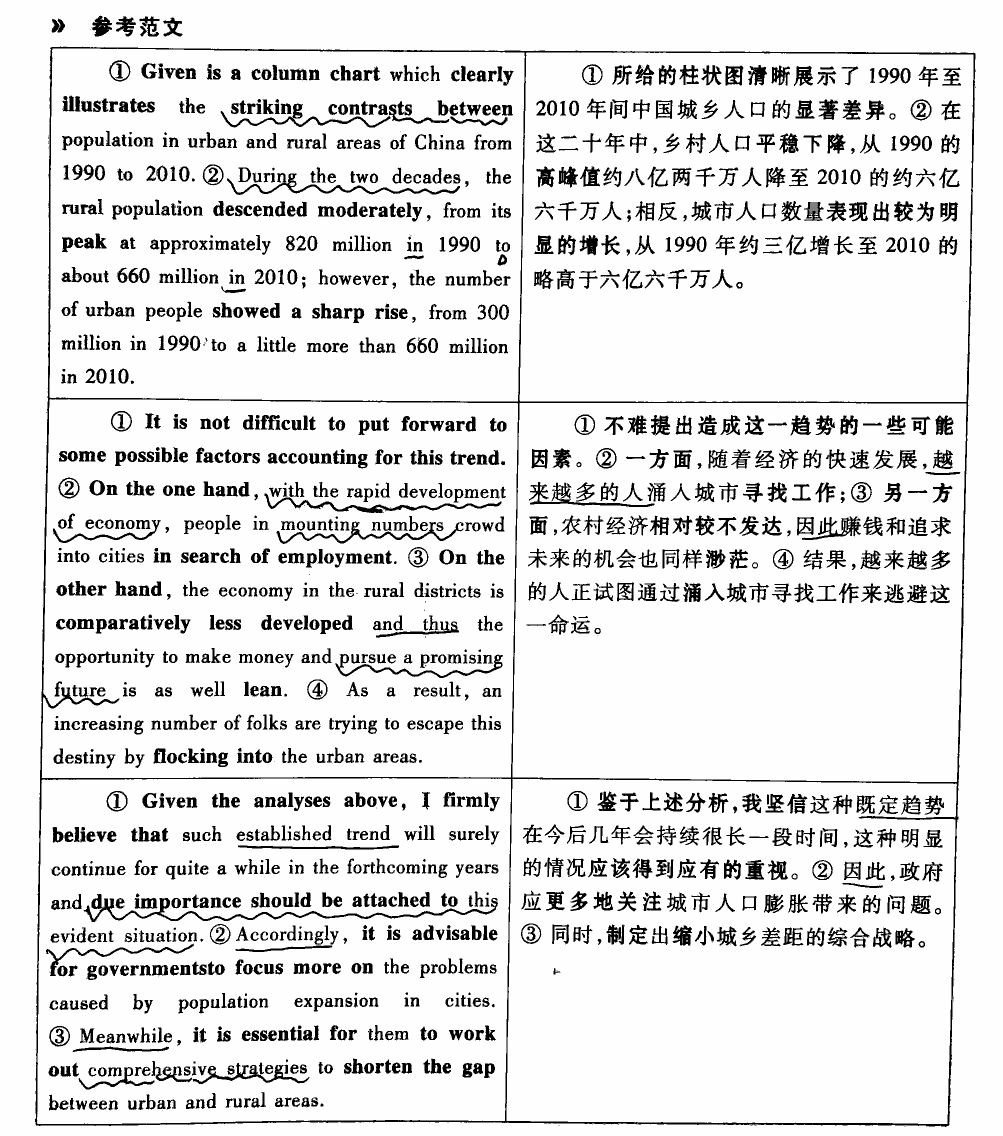 » 参考范文
① Given is a column chart which clearly
illustrates the striking contrasts between
population in urban and rural areas of China from
1990 to 2010. ② During the two decades, the
rural population descended moderately, from its
peak at approximately 820 million in 1990 to
about 660 million in 2010; however, the number
of urban people showed a sharp rise, from 300
million in 1990 to a little more than 660 million
in 2010.
① 所给的柱状图清晰展示了 1990 年至
2010 年间中国城乡人口的显著差异。② 在
这二十年中,乡村人口平稳下降,从 1990 的
高峰值约八亿两千万人降至 2010 的约六亿
六千万人;相反,城市人口数量表现出较为明
显的增长,从 1990 年约三亿增长至 2010 的
略高于六亿六千万人。
① It is not difficult to put forward to
some possible factors accounting for this trend.
② On the one hand, with the rapid development
of economy, people in mounting numbers crowd
into cities in search of employment. ③ On the
other hand, the economy in the rural districts is
comparatively less developed and thus the
opportunity to make money and pursue a promising
future is as well lean. ④ As a result, an
increasing number of folks are trying to escape this
destiny by flocking into the urban areas.
① 不难提出造成这一趋势的一些可能
因素。② 一方面,随着经济的快速发展,越
来越多的人涌入城市寻找工作;③ 另一方
面,农村经济相对较不发达,因此赚钱和追求
未来的机会也同样渺茫。④ 结果,越来越多
的人正试图通过涌入城市寻找工作来逃避这
一命运。
① Given the analyses above, I firmly
believe that such established trend will surely
continue for quite a while in the forthcoming years
and due importance should be attached to this
evident situation. ② Accordingly, it is advisable
for governmentsto focus more on the problems
caused by population expansion in cities.
③ Meanwhile, it is essential for them to work
out comprehensive strategies to shorten the gap
between urban and rural areas.
① 鉴于上述分析,我坚信这种既定趋势
在今后几年会持续很长一段时间,这种明显
的情况应该得到应有的重视。② 因此,政府
应更多地关注城市人口膨胀带来的问题。
③ 同时,制定出缩小城乡差距的综合战略。